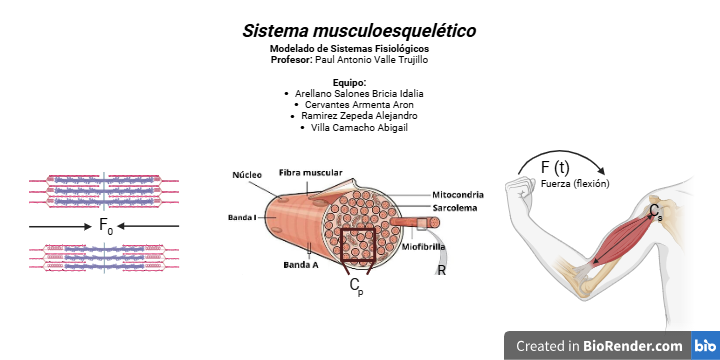 Sistema musculoesquelético
Modelado de Sistemas Fisiológicos
Profesor: Paul Antonio Valle Trujillo
Equipo:
• Arellano Salones Bricia Idalia
• Cervantes Armenta Aron
• Ramirez Zepeda Alejandro
• Villa Camacho Abigail
F0
Núcleo
Fibra muscular
Banda I
Mitocondria
Sarcolema
Miofibrilla
Banda A
Cp
R
F (t)
Fuerza (flexión)
Cs
Created in BioRender.com bio